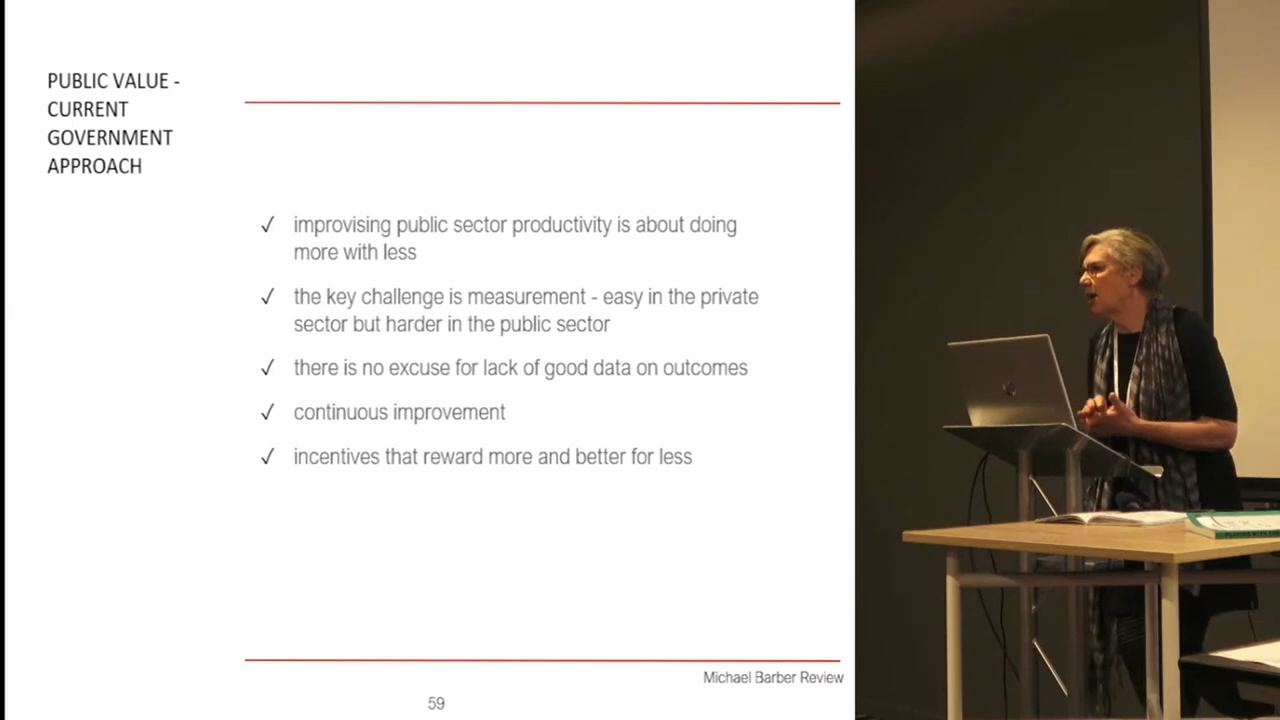 PUBLIC VALUE -
CURRENT
GOVERNMENT
APPROACH
✓ improvising public sector productivity is about doing
more with less
✓ the key challenge is measurement - easy in the private
sector but harder in the public sector
✓ there is no excuse for lack of good data on outcomes
✓ continuous improvement
✓ incentives that reward more and better for less
Michael Barber Review
59